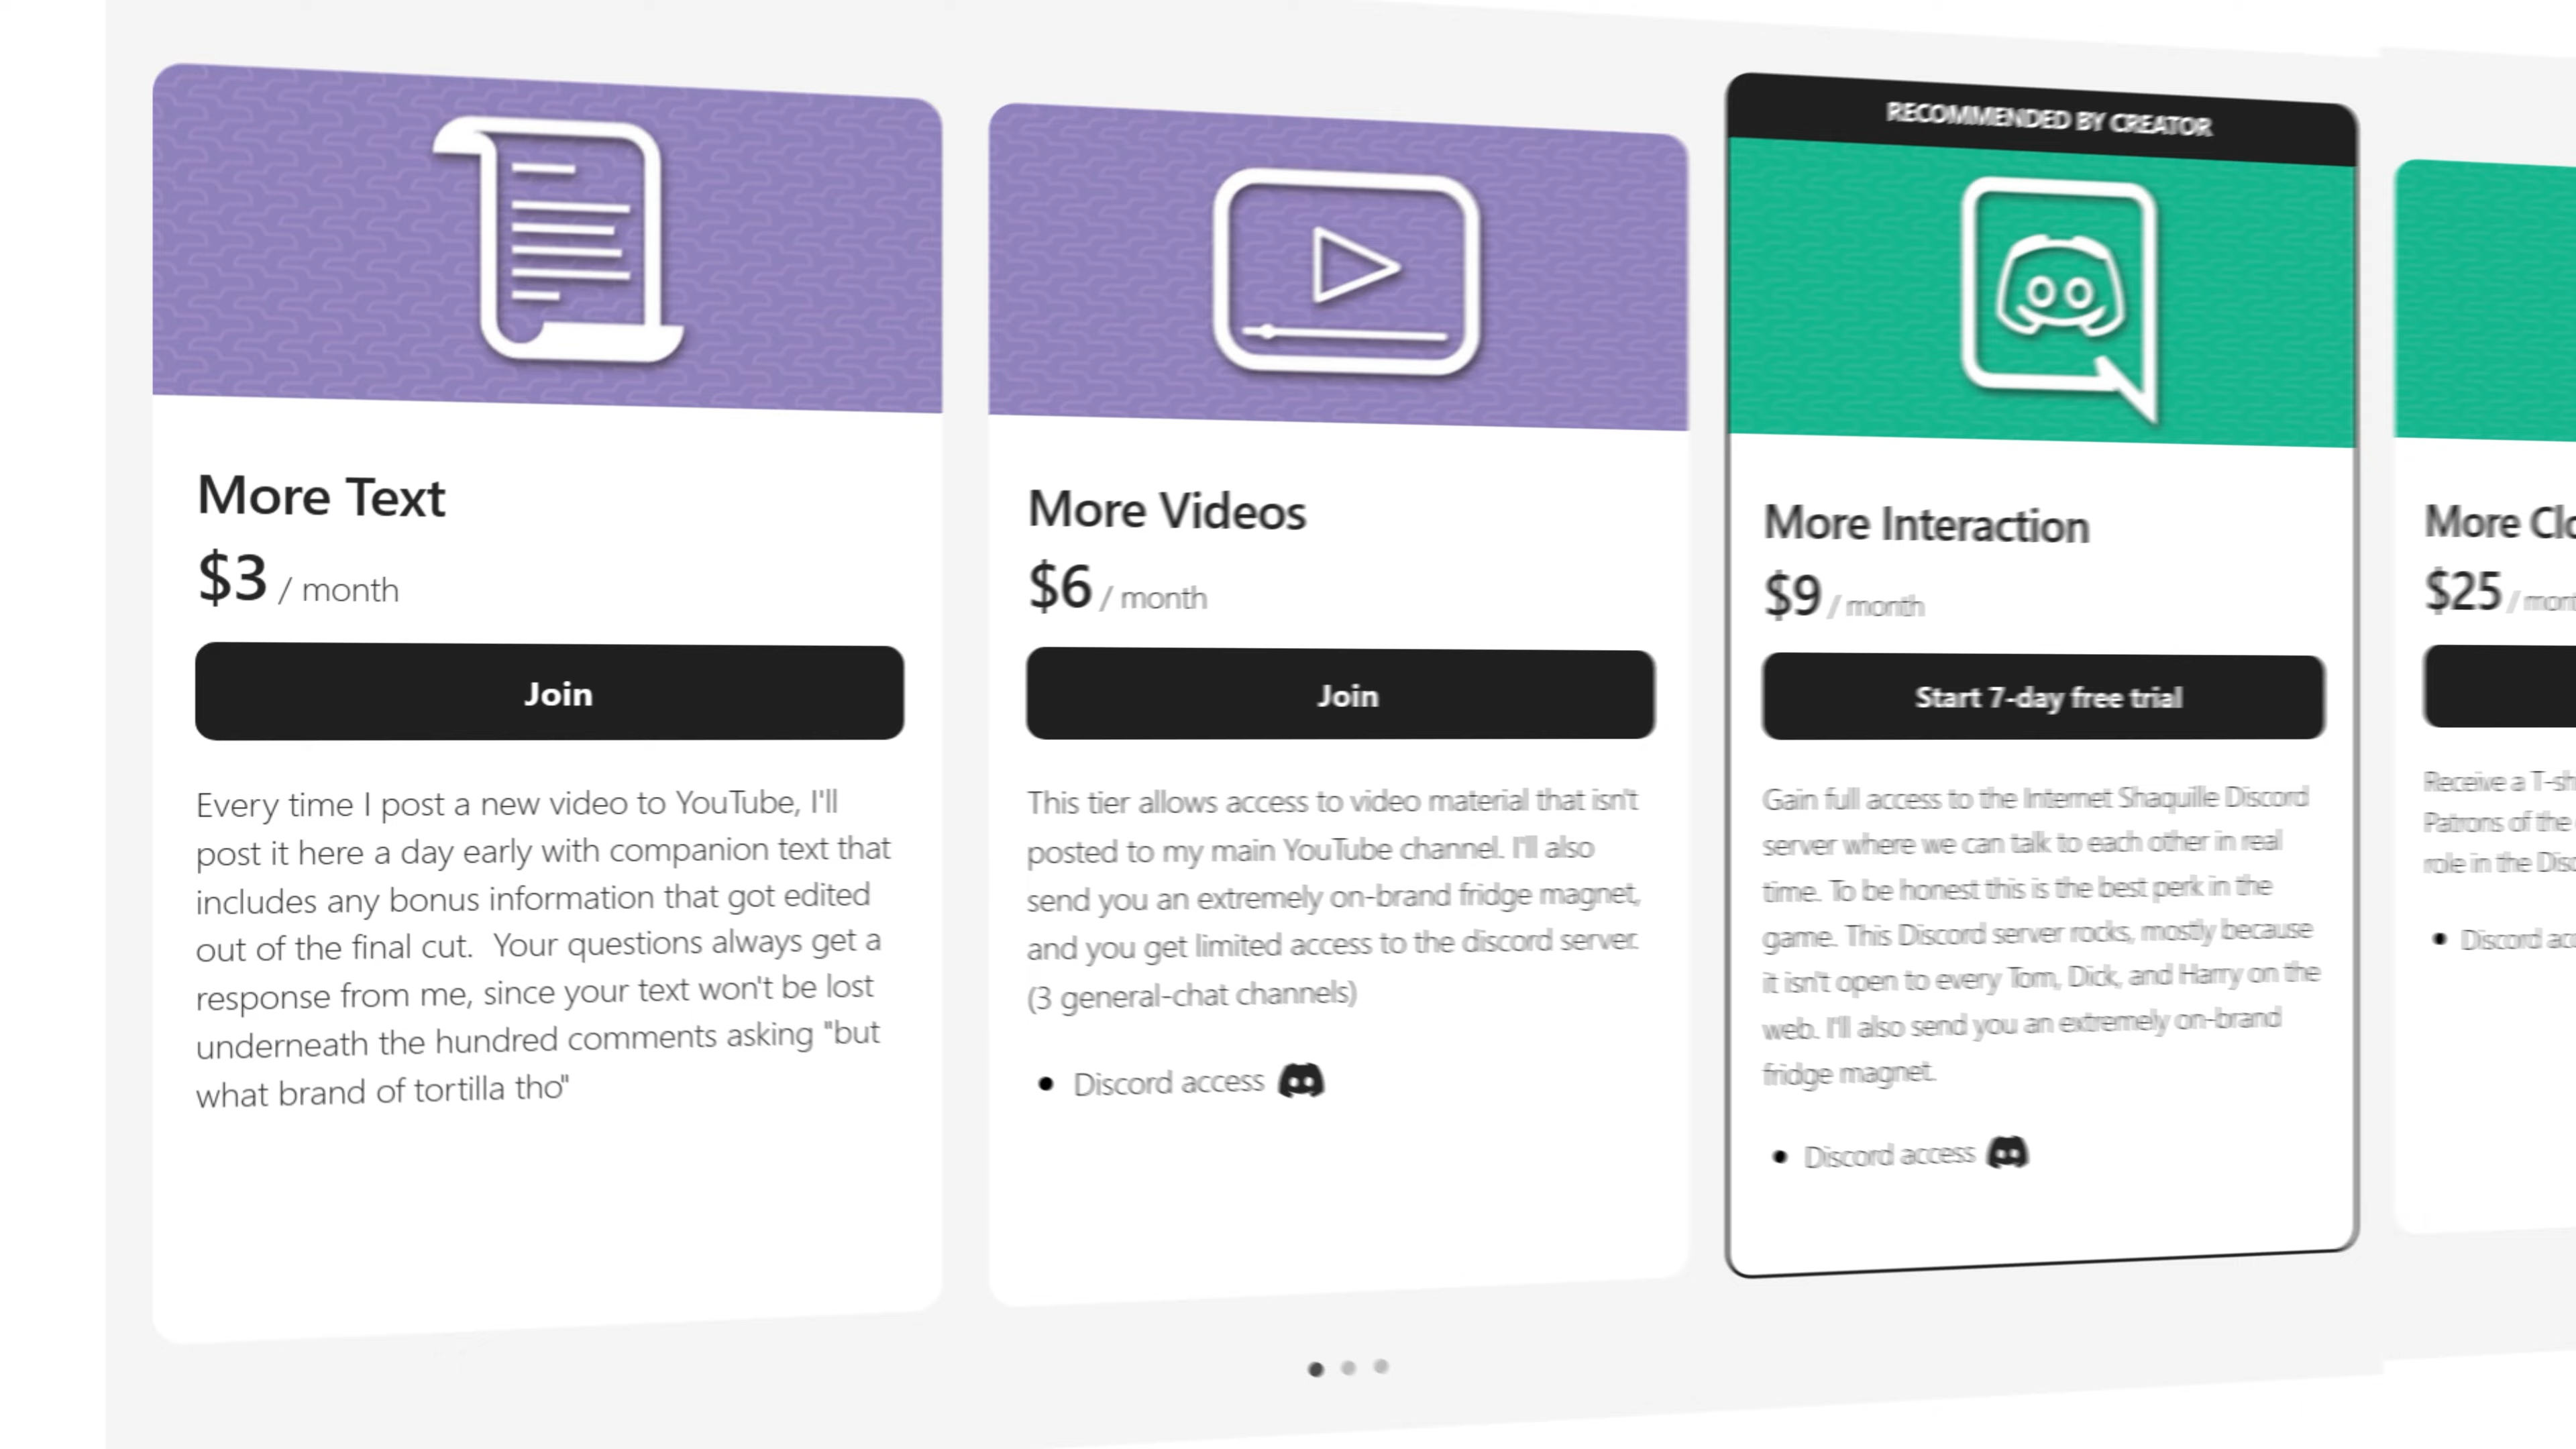 More Text
$3 / month
Join
Every time I post a new video to YouTube, I'll
post it here a day early with companion text that
includes any bonus information that got edited
out of the final cut.  Your questions always get a
response from me, since your text won't be lost
underneath the hundred comments asking "but
what brand of tortilla tho"
More Videos
$6 / month
Join
This tier allows access to video material that isn't
posted to my main YouTube channel. I'll also
send you an extremely on-brand fridge magnet,
and you get limited access to the discord server.
(3 general-chat channels)
• Discord access
RECOMMENDED BY CREATOR
More Interaction
$9 / month
Start 7-day free trial
Gain full access to the Internet Shaquille Discord
server where we can talk to each other in real
time. To be honest this is the best perk in the
game. This Discord server rocks, mostly because
it isn't open to every Tom, Dick, and Harry on the
web. I'll also send you an extremely on-brand
fridge magnet.
• Discord access
More
$25 /
Receive a
Patrons of the
role in the
• Discord